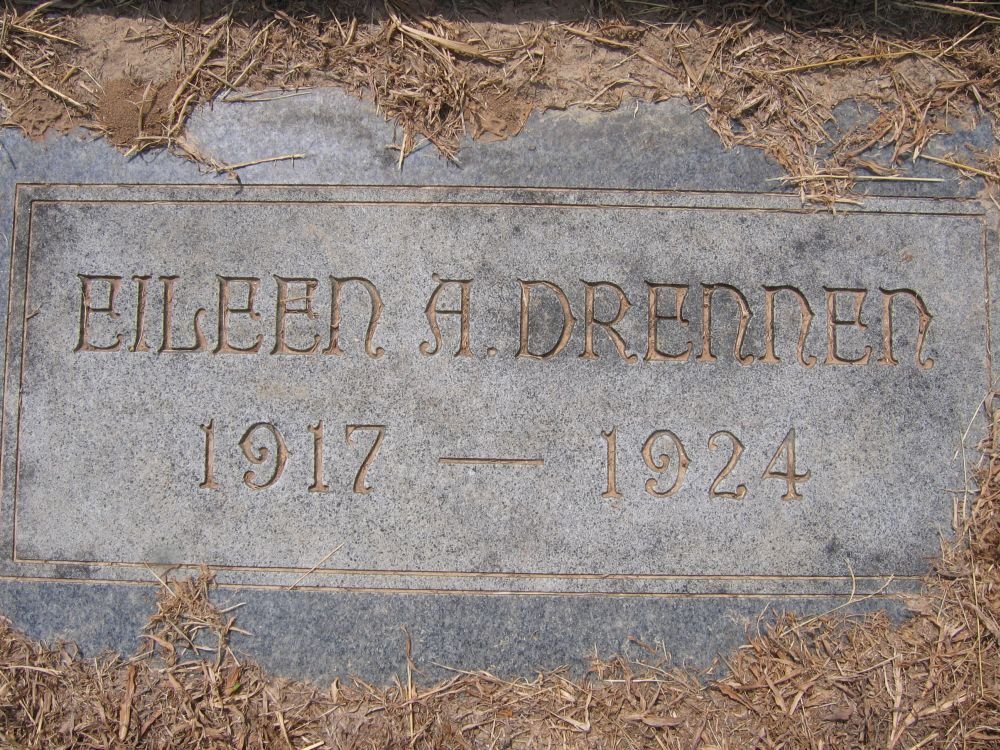 EILEEN A. DRENNEN
1917 — 1924